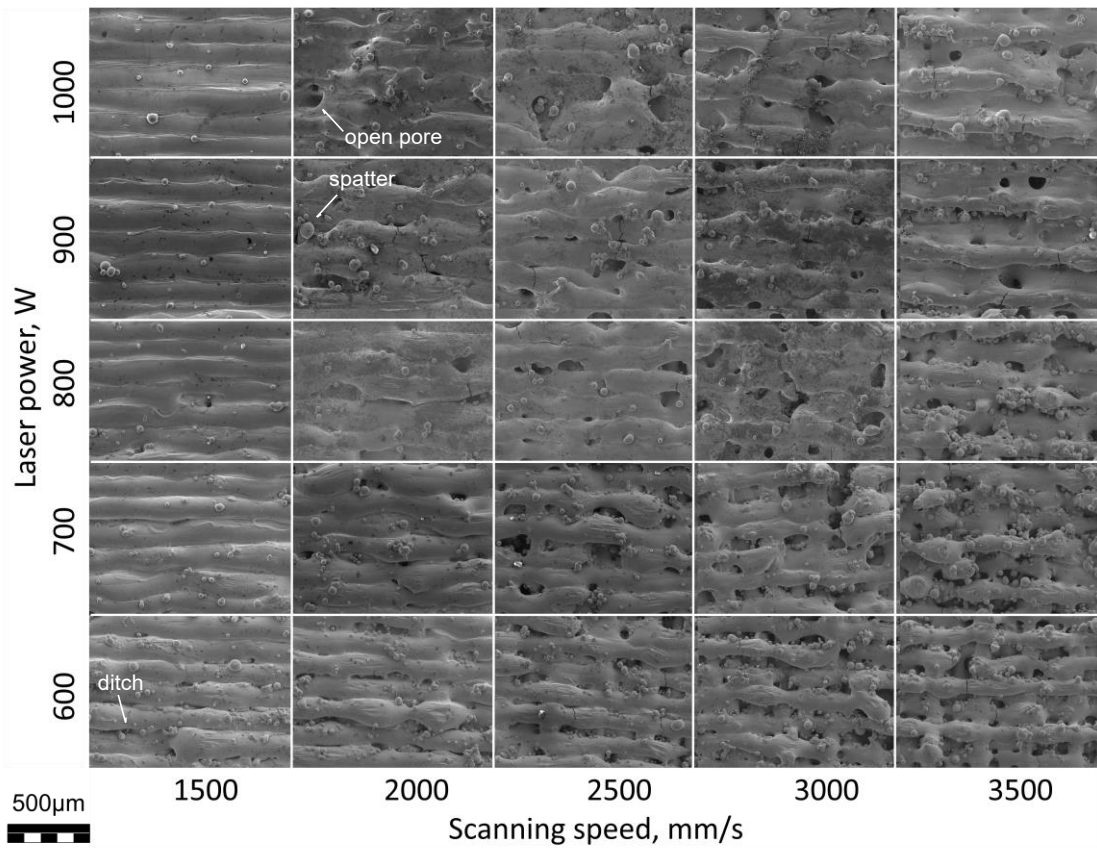 Laser power, W
1000
900
800
700
600
open pore
spatter
ditch
500µm
1500
2000
2500
3000
3500
Scanning speed, mm/s